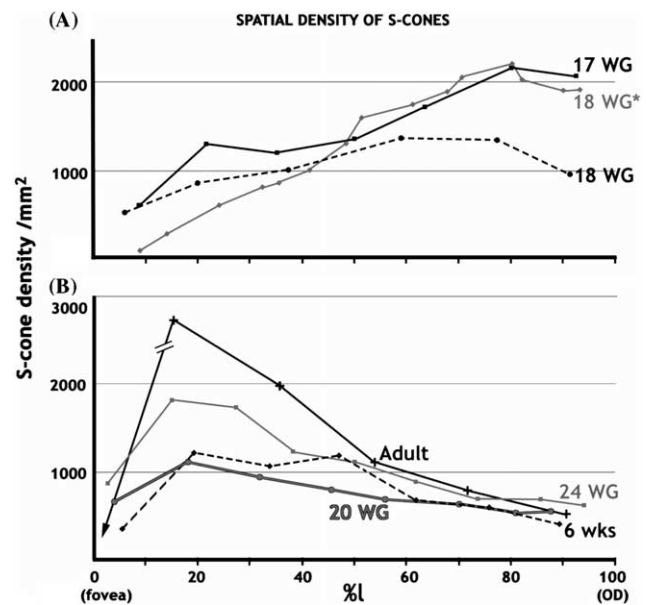 (A) SPATIAL DENSITY OF S-CONES
2000
1000
17 WG
18 WG*
18 WG
S-cone density /mm²
(B)
3000
2000
1000
Adult
24 WG
20 WG
6 wks
0 20 40 60 80 100
(fovea) %l (OD)